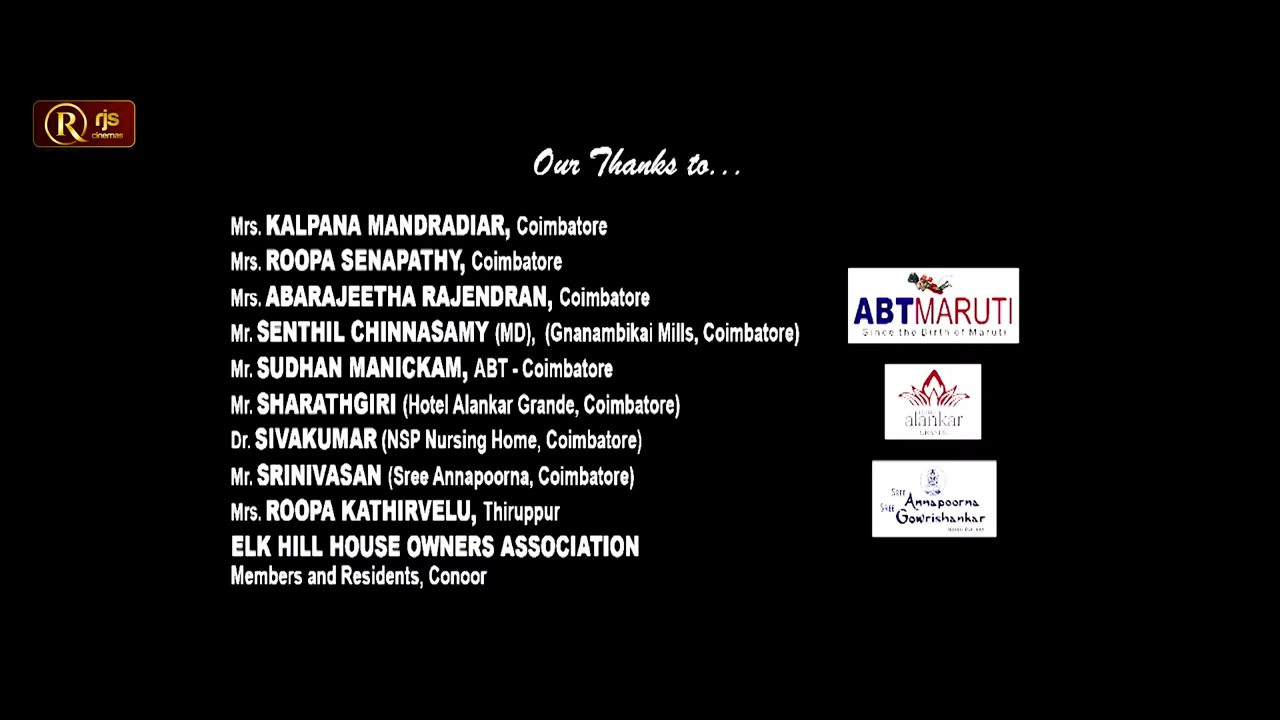 R rjs
cinemas
Our Thanks to...
Mrs. KALPANA MANDRADIAR, Coimbatore
Mrs. ROOPA SENAPATHY, Coimbatore
Mrs. ABARAJEETHA RAJENDRAN, Coimbatore
Mr. SENTHIL CHINNASAMY (MD), (Gnanambikai Mills, Coimbatore)
Mr. SUDHAN MANICKAM, ABT - Coimbatore
Mr. SHARATHGIRI (Hotel Alankar Grande, Coimbatore)
Dr. SIVAKUMAR (NSP Nursing Home, Coimbatore)
Mr. SRINIVASAN (Sree Annapoorna, Coimbatore)
Mrs. ROOPA KATHIRVELU, Thiruppur
ELK HILL HOUSE OWNERS ASSOCIATION
Members and Residents, Conoor
ABTMARUTI
Since the Birth of Maruti
alankar
SREE Annapoorna
SREE Gowrishankar